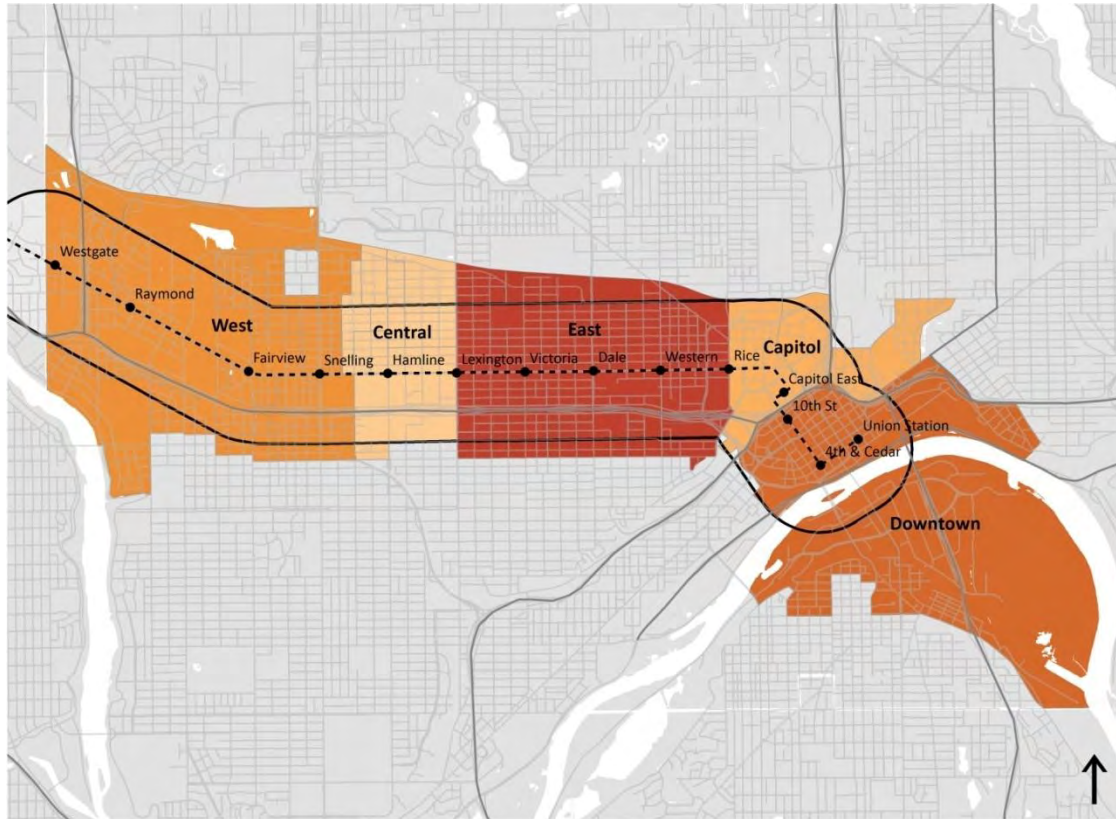 Westgate
Raymond
West
Fairview
Snelling
Central
Hamline
East
Lexington
Victoria
Dale
Western
Rice
Capitol
Capitol East
10th St
Union Station
4th & Cedar
Downtown